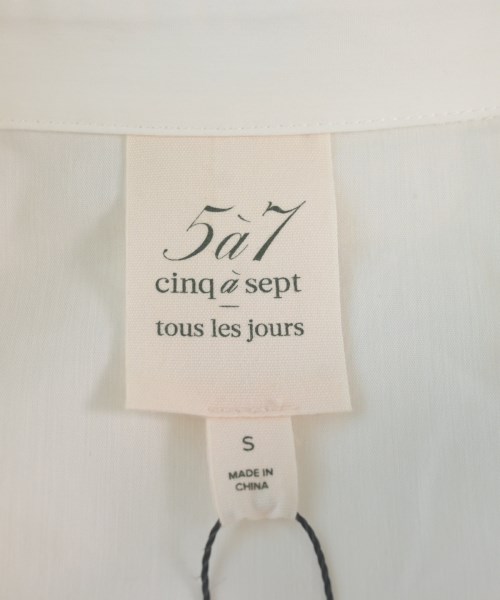 5à7
cinq à sept
tous les jours
S
MADE IN
CHINA